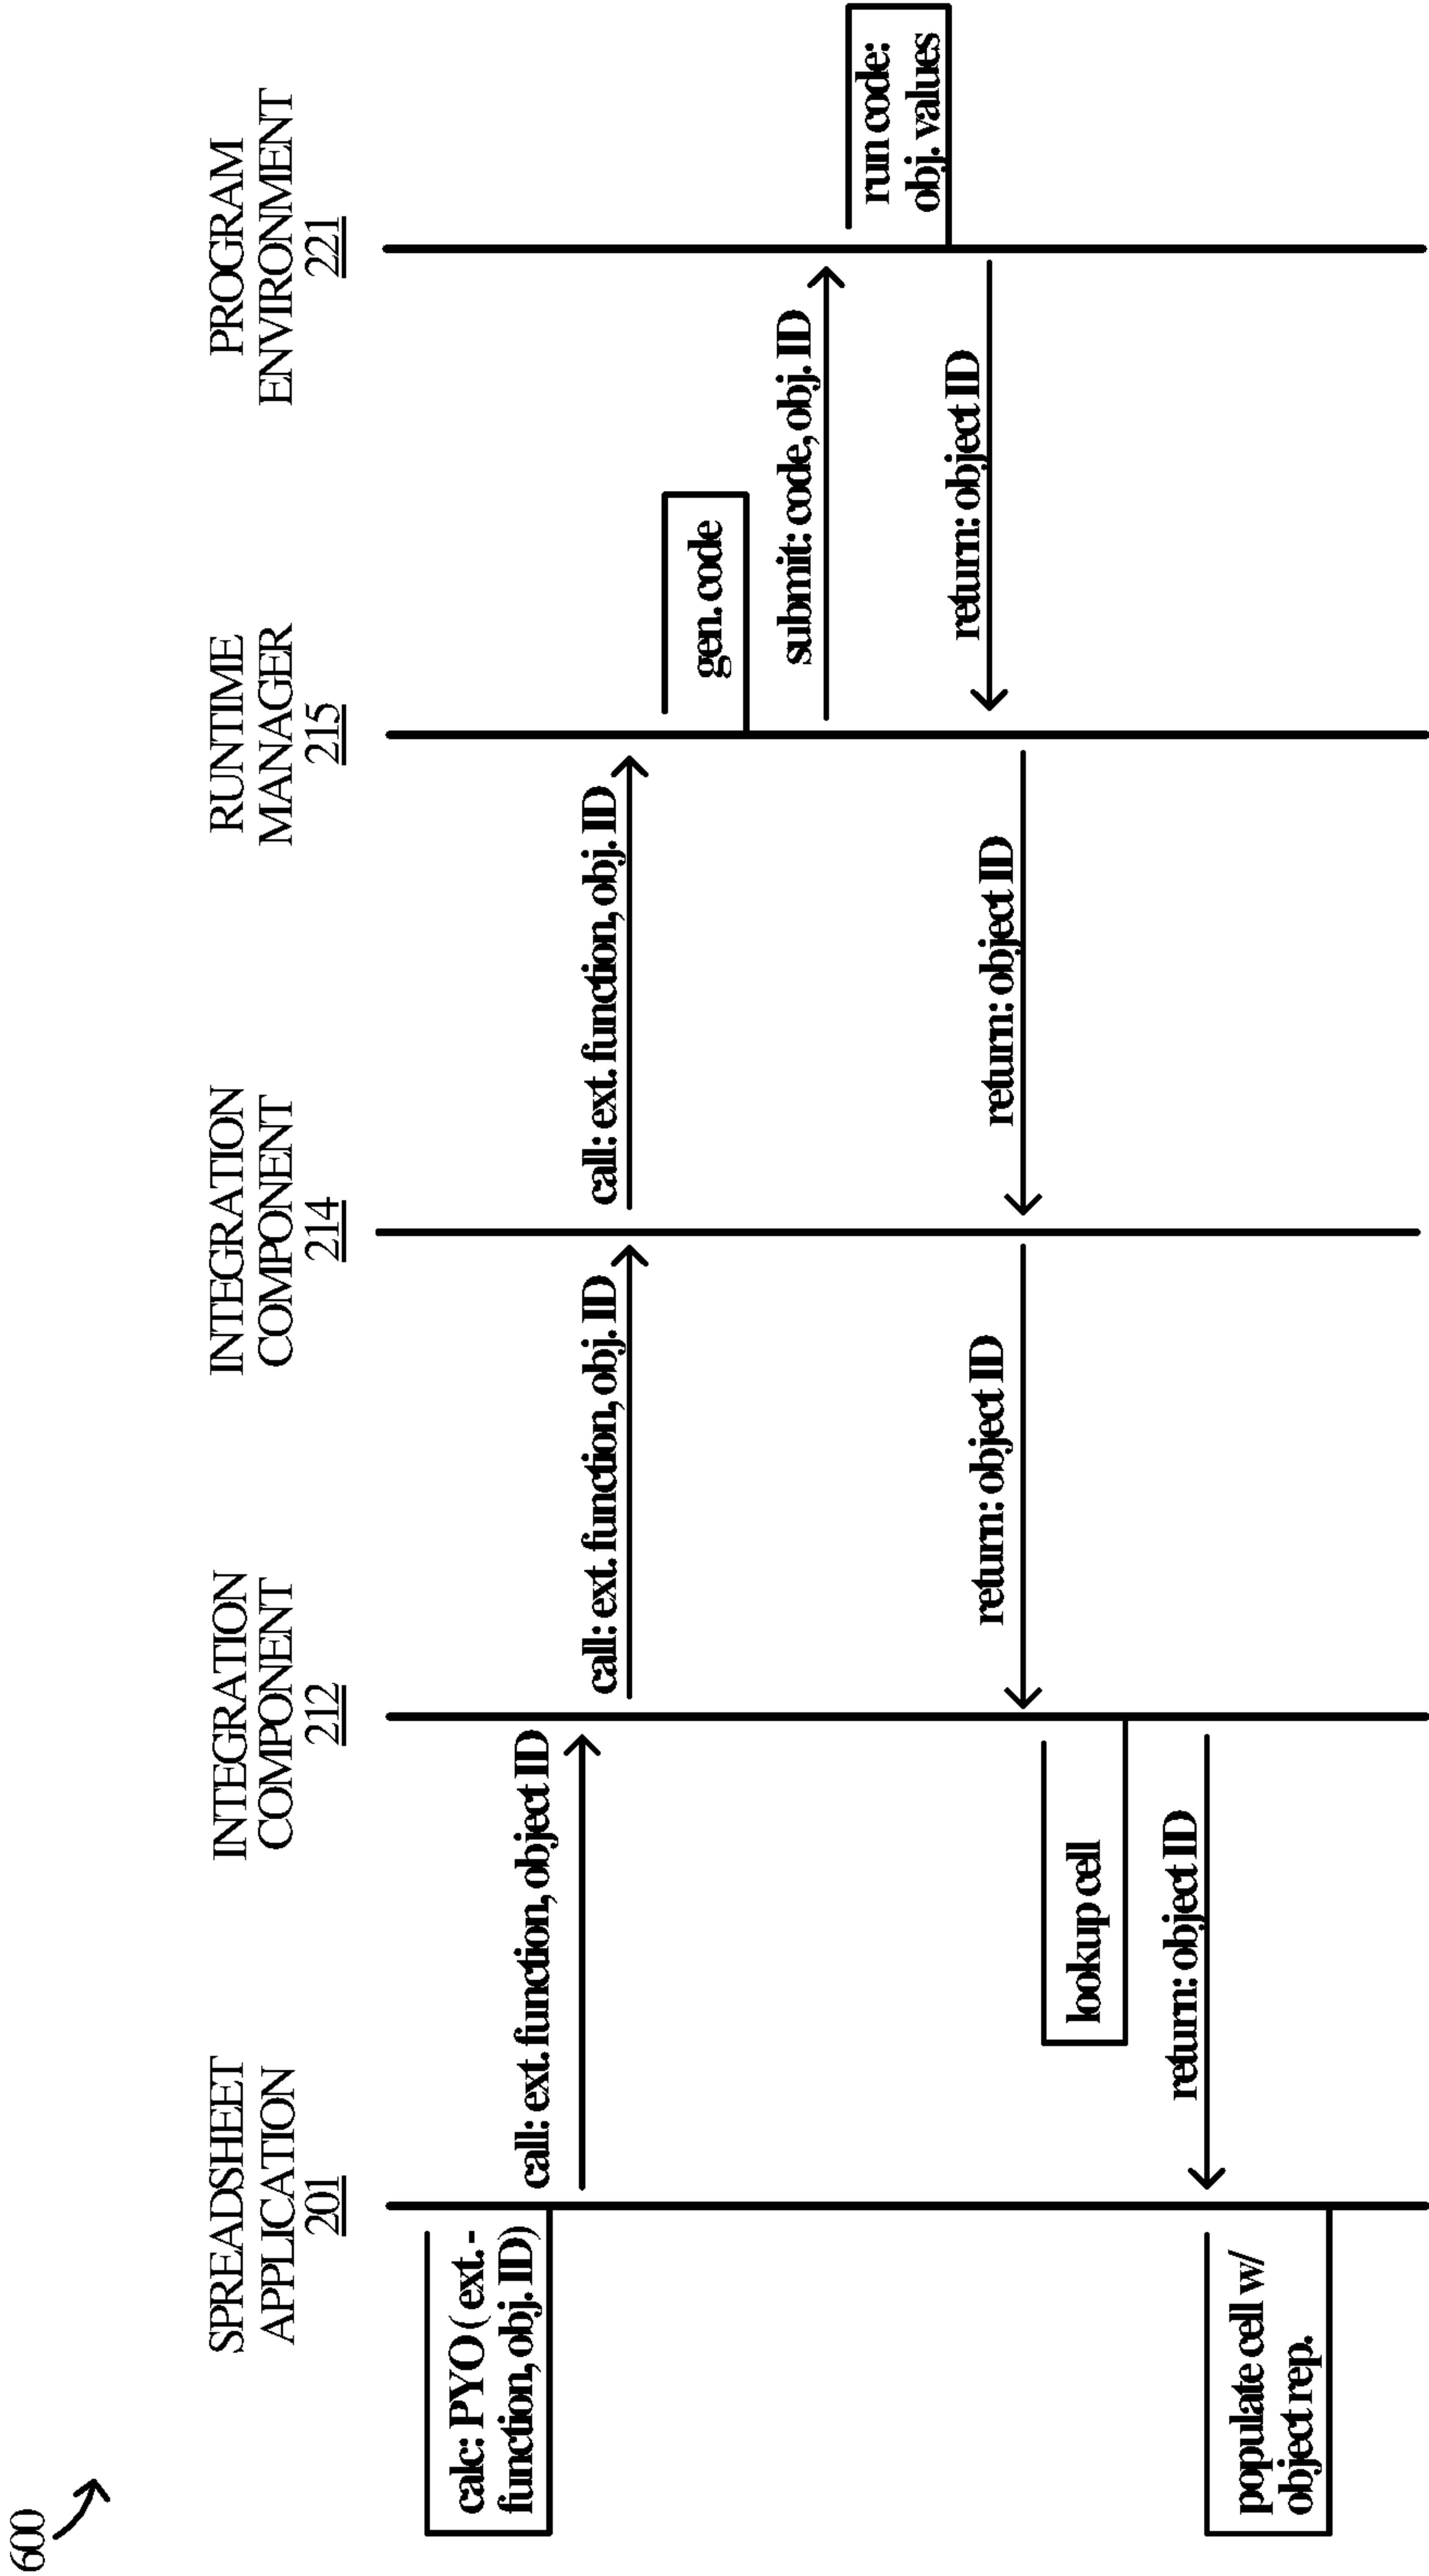 600
SPREADSHEET
APPLICATION
201
INTEGRATION
COMPONENT
212
INTEGRATION
COMPONENT
214
RUNTIME
MANAGER
215
PROGRAM
ENVIRONMENT
221
calc: PYO (ext.-
function, obj. ID)
call: ext. function, object ID
call: ext. function, obj. ID
call: ext. function, obj. ID
gen. code
submit: code, obj. ID
run code:
obj. values
return: object ID
return: object ID
return: object ID
lookup cell
return: object ID
populate cell w/
object rep.